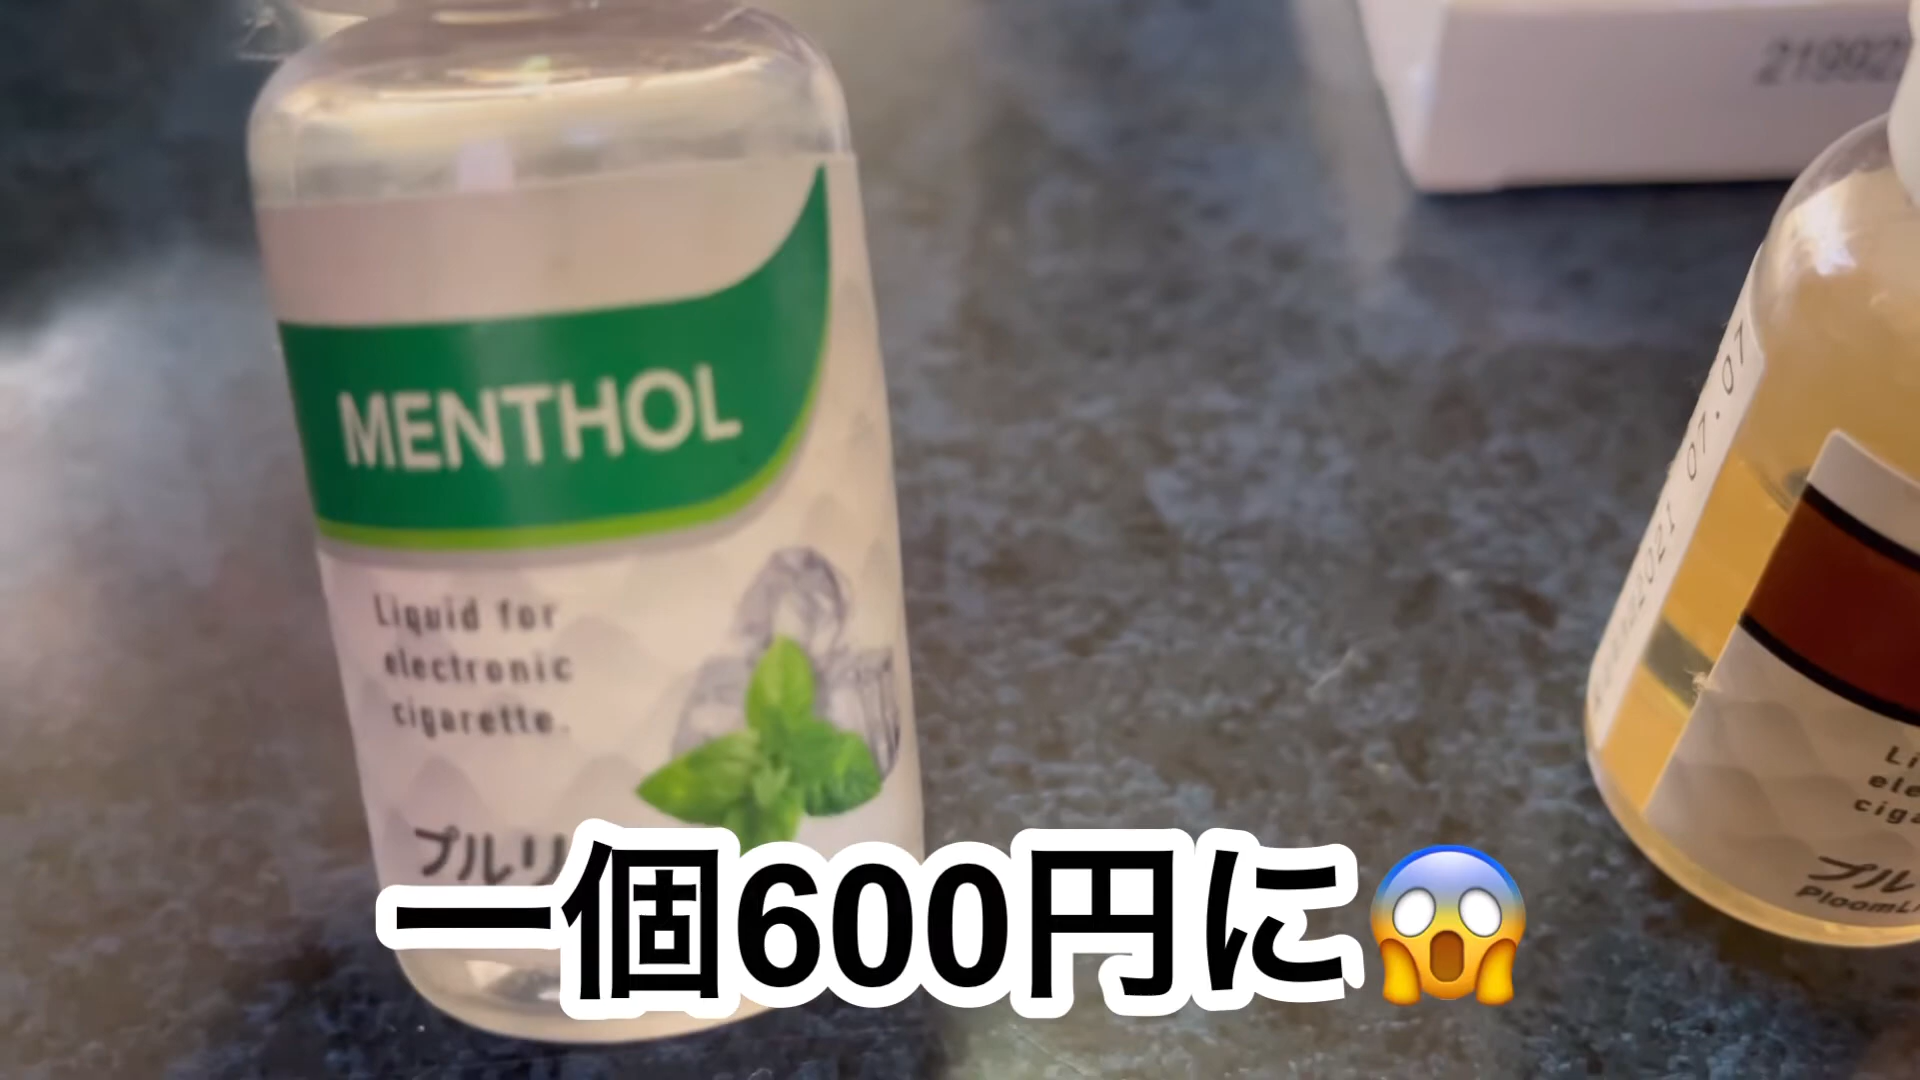 MENTHOL
Liquid for
electronic
cigarette.
プルリ
一個600円に😱
21992
2021 07.07
Li
ele
ciga
プル
PloomL